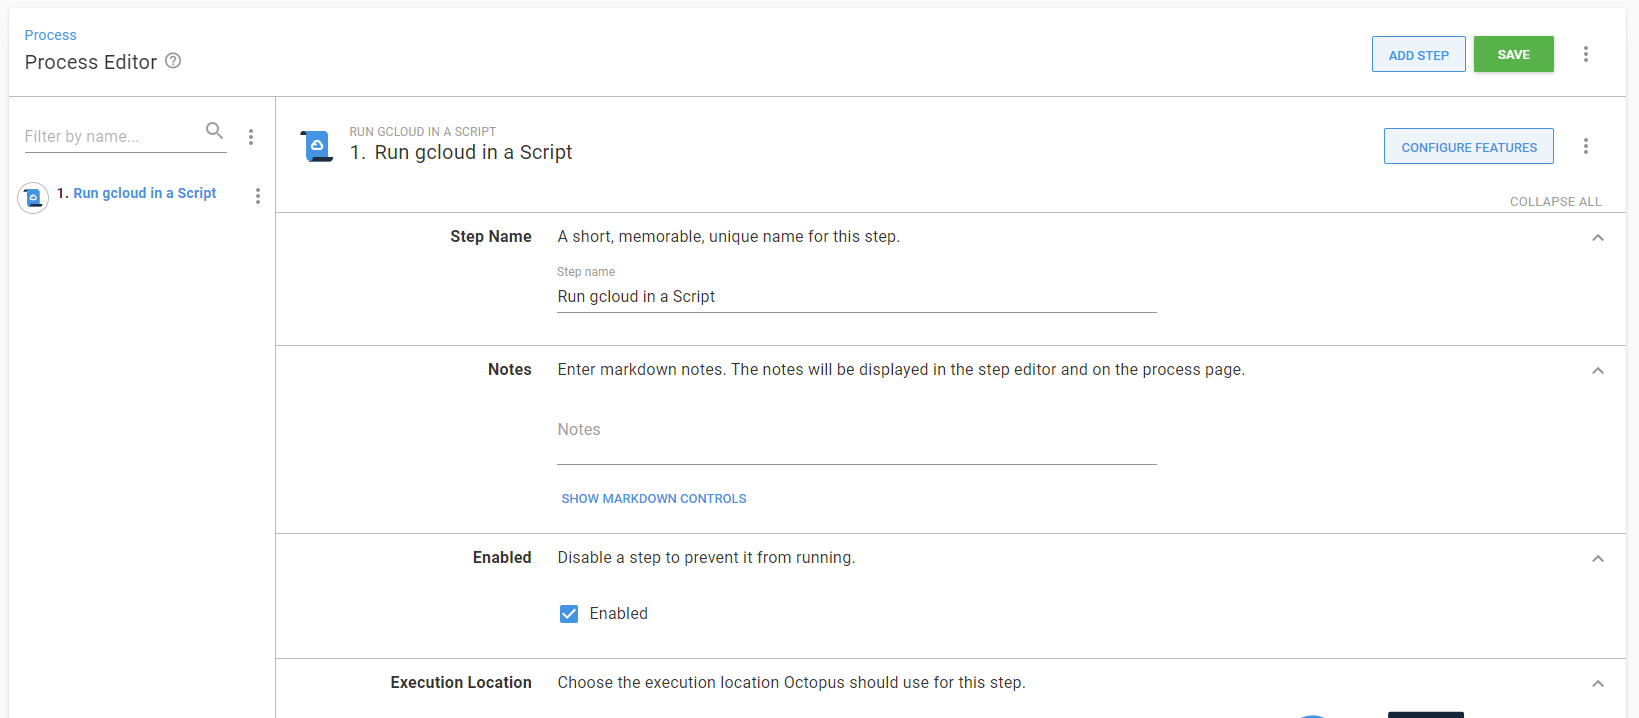 Process
Process Editor
ADD STEP
SAVE
Filter by name...
1. Run gcloud in a Script
RUN GCLOUD IN A SCRIPT
1. Run gcloud in a Script
CONFIGURE FEATURES
COLLAPSE ALL
Step Name
A short, memorable, unique name for this step.
Step name
Run gcloud in a Script
Notes
Enter markdown notes. The notes will be displayed in the step editor and on the process page.
Notes
SHOW MARKDOWN CONTROLS
Enabled
Disable a step to prevent it from running.
Enabled
Execution Location
Choose the execution location Octopus should use for this step.